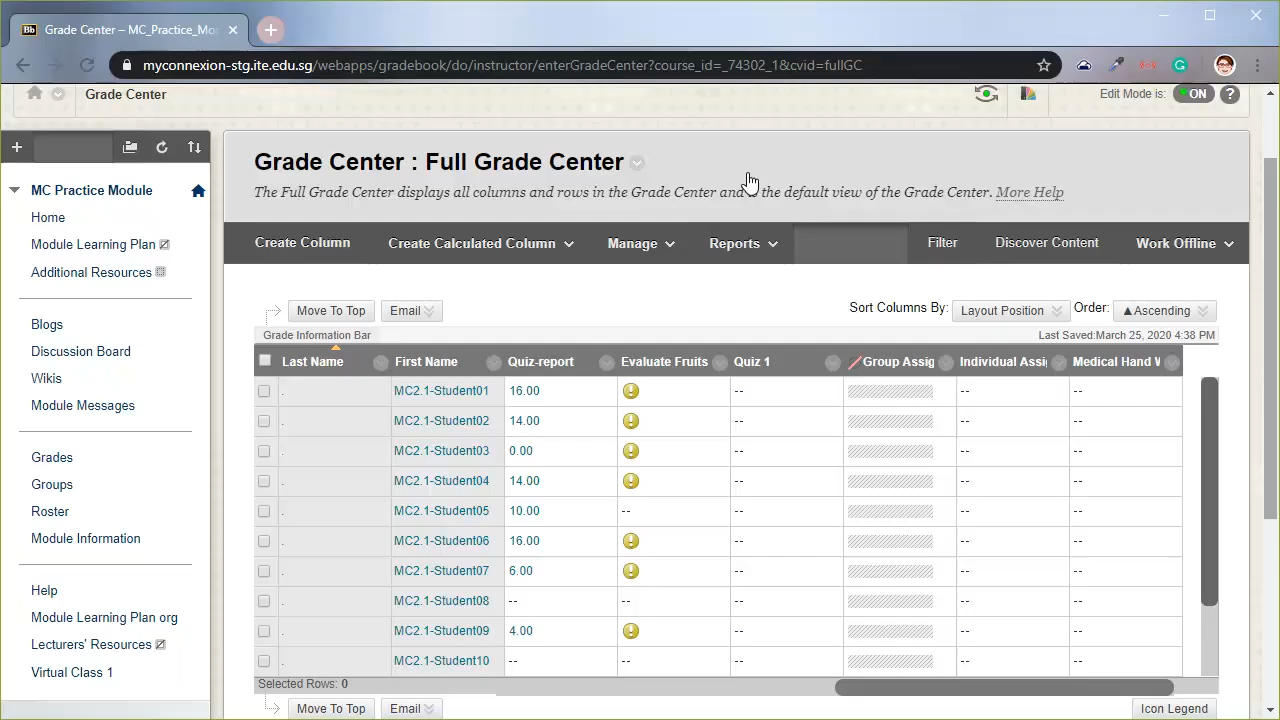 Bb Grade Center – MC_Practice_Mo
myconnexion-stg.ite.edu.sg/webapps/gradebook/do/instructor/enterGradeCenter?course_id=_74302_1&cvid=fullGC
Grade Center
Edit Mode is: ON ?
MC Practice Module
Home
Module Learning Plan
Additional Resources
Blogs
Discussion Board
Wikis
Module Messages
Grades
Groups
Roster
Module Information
Help
Module Learning Plan org
Lecturers' Resources
Virtual Class 1
Grade Center : Full Grade Center
The Full Grade Center displays all columns and rows in the Grade Center and is the default view of the Grade Center. More Help
Create Column Create Calculated Column Manage Reports Filter Discover Content Work Offline
Move To Top Email Sort Columns By: Layout Position Order: ▲Ascending
Grade Information Bar Last Saved:March 25, 2020 4:38 PM
Last Name First Name Quiz-report Evaluate Fruits Quiz 1 Group Assig Individual Assi Medical Hand W
. MC2.1-Student01 16.00 -- -- --
. MC2.1-Student02 14.00 -- -- --
. MC2.1-Student03 0.00 -- -- --
. MC2.1-Student04 14.00 -- -- --
. MC2.1-Student05 10.00 -- -- -- --
. MC2.1-Student06 16.00 -- -- --
. MC2.1-Student07 6.00 -- -- --
. MC2.1-Student08 -- -- -- -- --
. MC2.1-Student09 4.00 -- -- --
. MC2.1-Student10 -- -- -- -- --
Selected Rows: 0
Move To Top Email Icon Legend